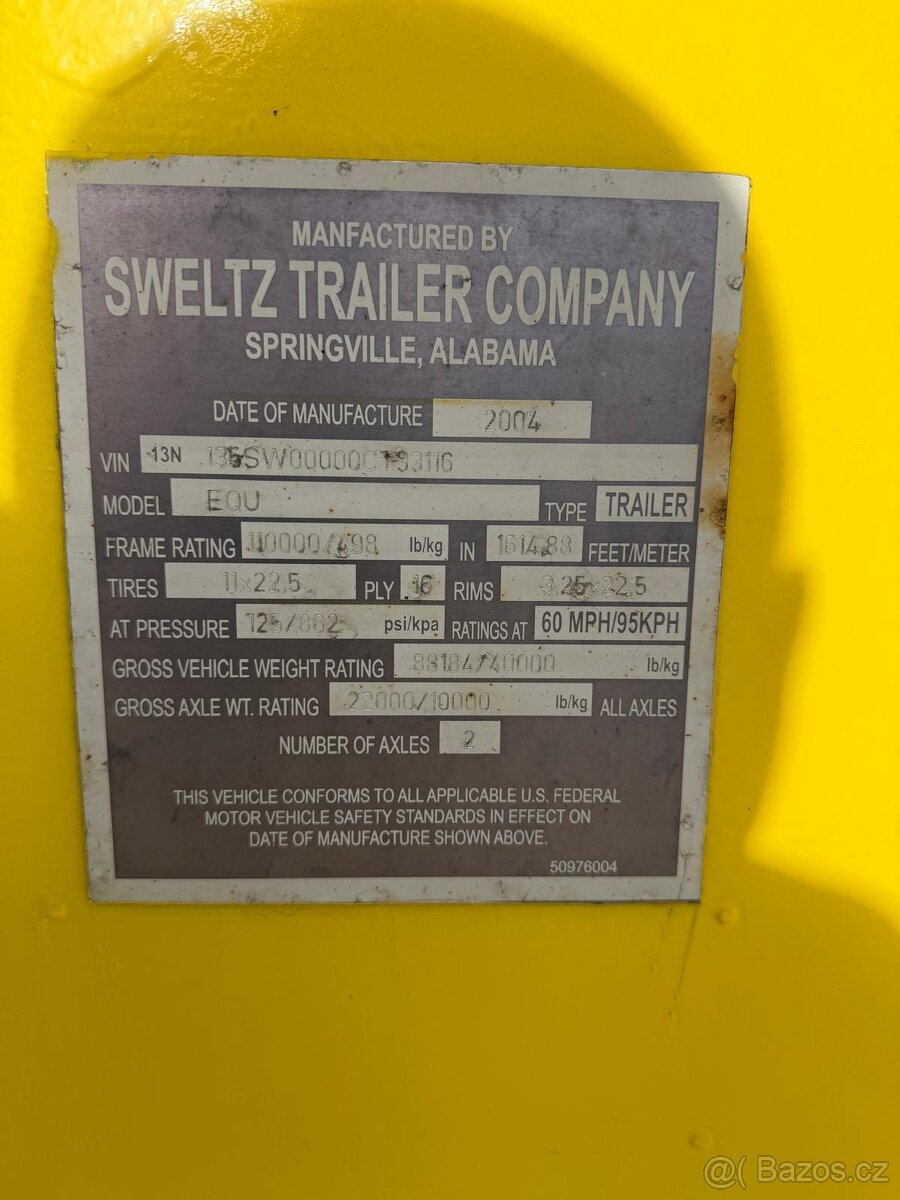 MANFACTURED BY
SWELTZ TRAILER COMPANY
SPRINGVILLE, ALABAMA
DATE OF MANUFACTURE 2004
VIN 13N
MODEL EQU TYPE TRAILER
FRAME RATING lb/kg IN FEET/METER
TIRES 11x22.5 PLY 16 RIMS
AT PRESSURE psi/kpa RATINGS AT 60 MPH/95KPH
GROSS VEHICLE WEIGHT RATING 88184/40000 lb/kg
GROSS AXLE WT. RATING 22000/10000 lb/kg ALL AXLES
NUMBER OF AXLES 2
THIS VEHICLE CONFORMS TO ALL APPLICABLE U.S. FEDERAL
MOTOR VEHICLE SAFETY STANDARDS IN EFFECT ON
DATE OF MANUFACTURE SHOWN ABOVE.
50976004
@( Bazos.cz